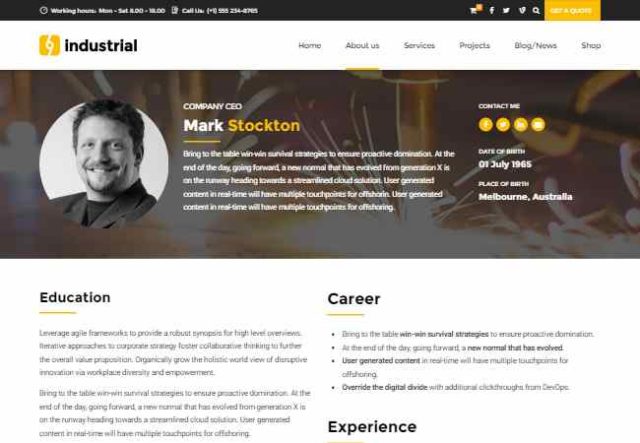 Working hours: Mon - Sat 8.00 - 18.00 Call Us: (+1) 555 234-8765 GET A QUOTE
industrial
Home About us Services Projects Blog/News Shop
COMPANY CEO
Mark Stockton
Bring to the table win-win survival strategies to ensure proactive domination. At the
end of the day, going forward, a new normal that has evolved from generation X is
on the runway heading towards a streamlined cloud solution. User generated
content in real-time will have multiple touchpoints for offshorin. User generated
content in real-time will have multiple touchpoints for offshoring.
CONTACT ME
DATE OF BIRTH
01 July 1965
PLACE OF BIRTH
Melbourne, Australia
Education
Leverage agile frameworks to provide a robust synopsis for high level overviews.
Iterative approaches to corporate strategy foster collaborative thinking to further
the overall value proposition. Organically grow the holistic world view of disruptive
innovation via workplace diversity and empowerment.
Bring to the table win-win survival strategies to ensure proactive domination. At the
end of the day, going forward, a new normal that has evolved from generation X is
on the runway heading towards a streamlined cloud solution. User generated
content in real-time will have multiple touchpoints for offshoring.
Career
Bring to the table win-win survival strategies to ensure proactive domination.
At the end of the day, going forward, a new normal that has evolved.
User generated content in real-time will have multiple touchpoints for
offshoring.
Override the digital divide with additional clickthroughs from DevOps.
Experience